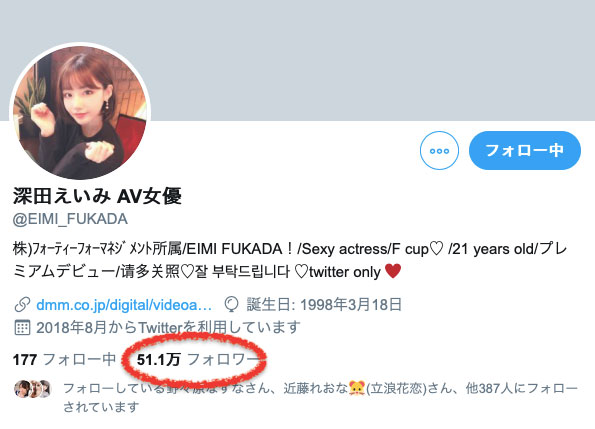 フォロー中
深田えいみ AV女優
@EIMI_FUKADA
株)ﾌｫｰﾃｨｰﾌｫｰﾏﾈｼﾞﾒﾝﾄ所属/EIMI FUKADA！/Sexy actress/F cup♡ /21 years old/プレ
ミアムデビュー/请多关照♡잘 부탁드립니다 ♡twitter only ❤️
dmm.co.jp/digital/videoa… 誕生日: 1998年3月18日
2018年8月からTwitterを利用しています
177 フォロー中 51.1万 フォロワー
フォローしている野々原なずなさん、近藤れおな🐹(立浪花恋)さん、他387人にフォロー
されています